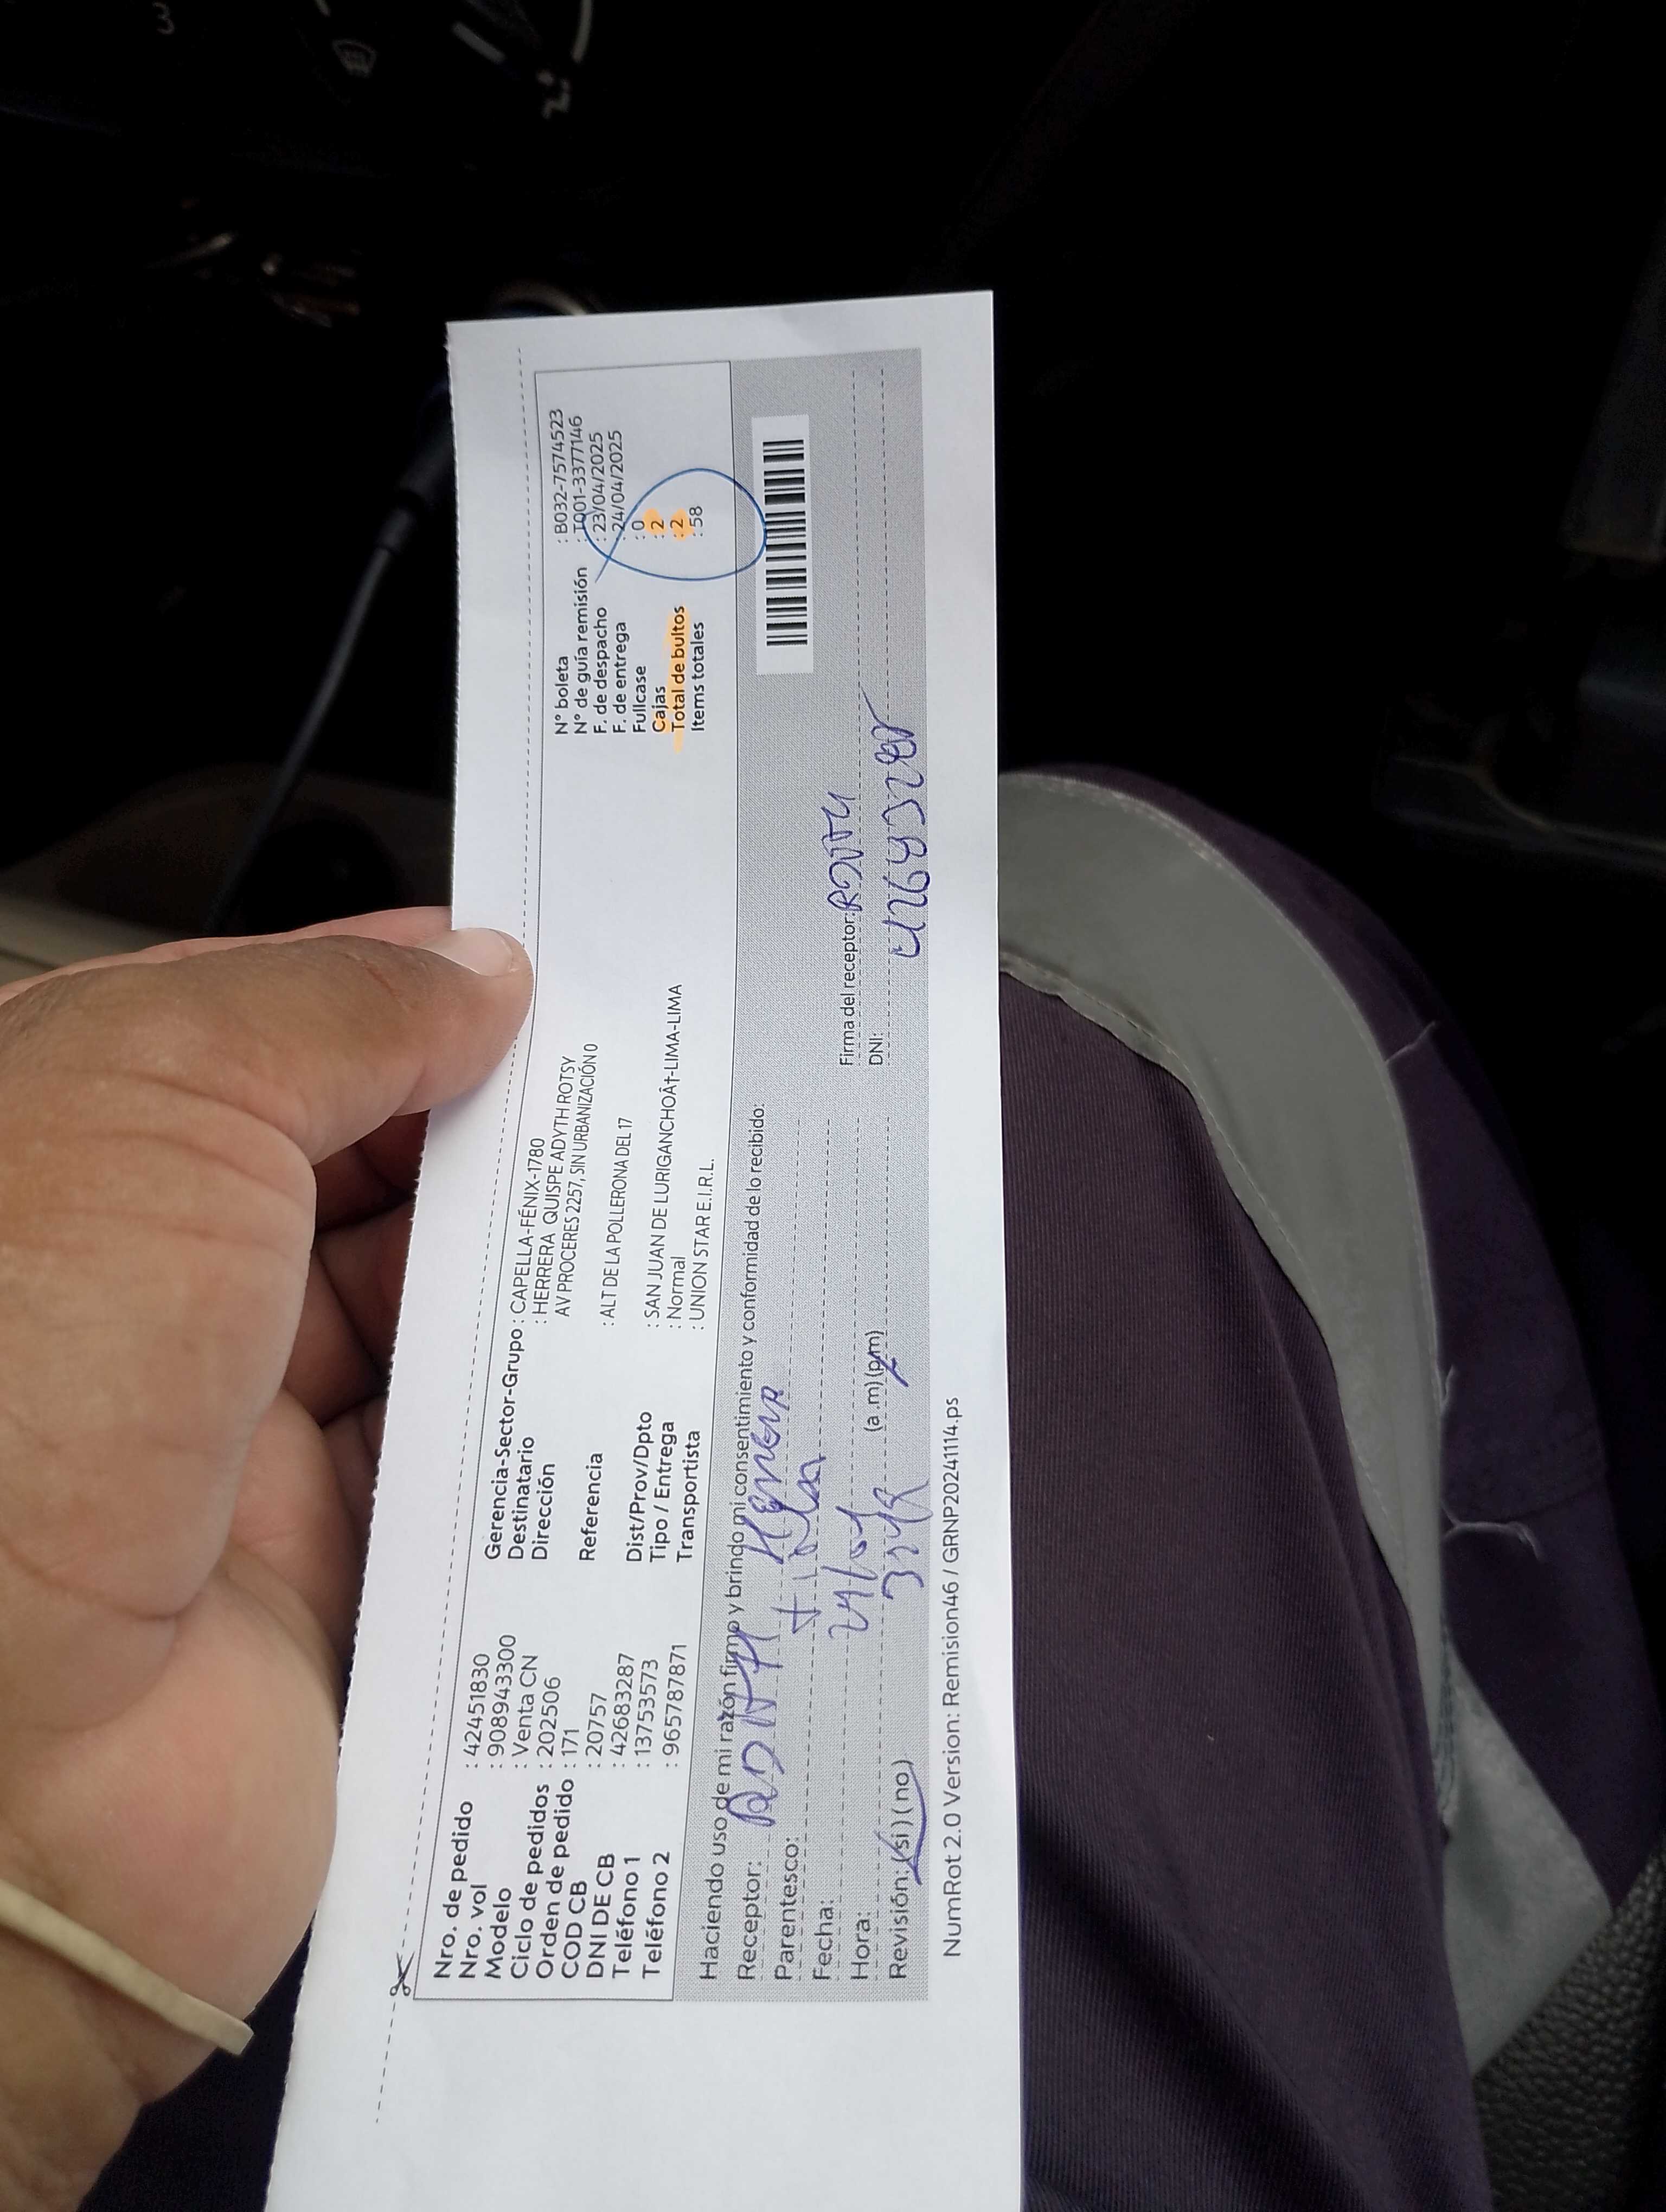 Nro. de pedido : 42451830
Nro. vol : 908943300
Modelo : Venta CN
Ciclo de pedidos : 202506
Orden de pedido : 171
COD CB : 20757
DNI DE CB : 42683287
Teléfono 1 : 13753573
Teléfono 2 : 965787871
Gerencia-Sector-Grupo : CAPELLA-FÉNIX-1780
Destinatario : HERRERA QUISPE ADYTH ROTSY
Dirección AV PROCERES 2257, SIN URBANIZACIÓN 0
Referencia : ALT DE LA POLLERONA DEL 17
Dist/Prov/Dpto : SAN JUAN DE LURIGANCHOÂ†-LIMA-LIMA
Tipo / Entrega : Normal
Transportista : UNION STAR E.I.R.L.
N° boleta : B032-7574523
N° de guía remisión : T001-3377146
F. de despacho : 23/04/2025
F. de entrega : 24/04/2025
Fullcase : 0
Cajas : 2
Total de bultos : 2
Items totales : 58
Haciendo uso de mi razón firmo y brindo mi consentimiento y conformidad de lo recibido:
Receptor: Herrera
Parentesco:
Fecha: 24/04
Hora: (a .m) (p.m)
Revisión: (si) (no)
Firma del receptor:
DNI:
NumRot 2.0 Version: Remision46 / GRNP20241114.ps